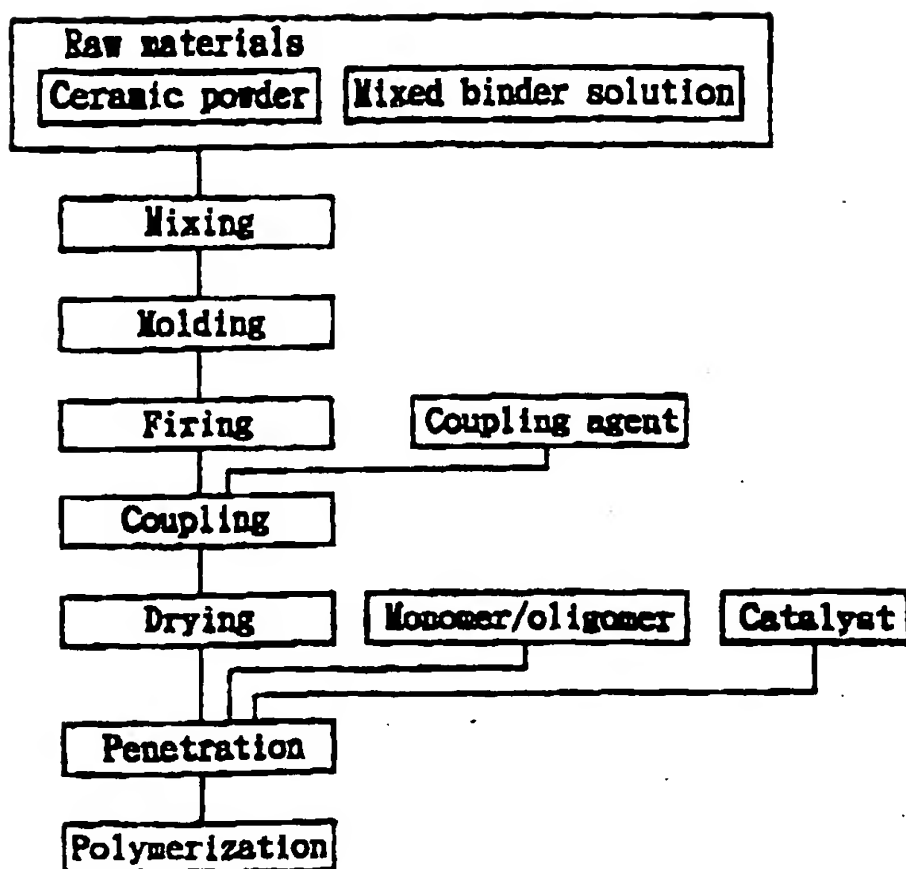 Raw materials
Ceramic powder
Mixed binder solution
Mixing
Molding
Firing
Coupling agent
Coupling
Drying
Monomer/oligomer
Catalyst
Penetration
Polymerization